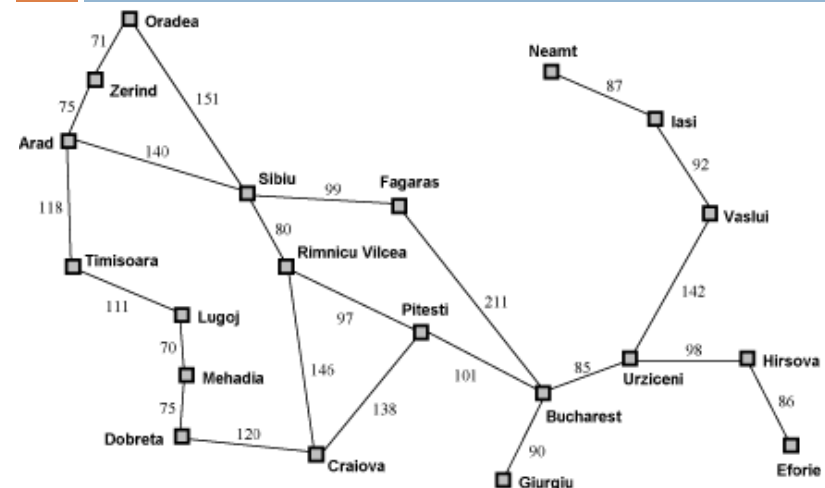 Oradea
Neamt
71
87
Zerind
151
Iasi
75
Arad
140
92
Sibiu
Fagaras
99
118
80
Vaslui
Timisoara
Rimnicu Vilcea
111
211
142
Lugoj
97
Pitesti
70
98
Hirsova
146
101
85
Mehadia
Urziceni
75
138
86
Bucharest
120
Dobreta
90
Craiova
Eforie
Giurgiu